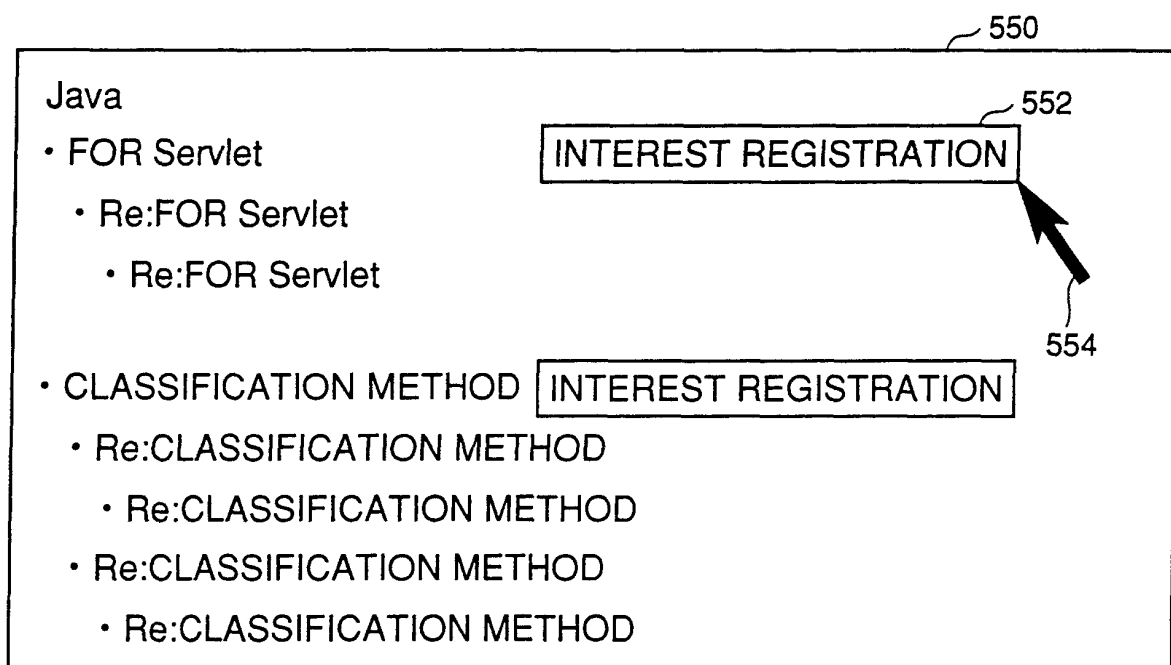 550
Java
552
· FOR Servlet INTEREST REGISTRATION
· Re:FOR Servlet
· Re:FOR Servlet
554
· CLASSIFICATION METHOD INTEREST REGISTRATION
· Re:CLASSIFICATION METHOD
· Re:CLASSIFICATION METHOD
· Re:CLASSIFICATION METHOD
· Re:CLASSIFICATION METHOD